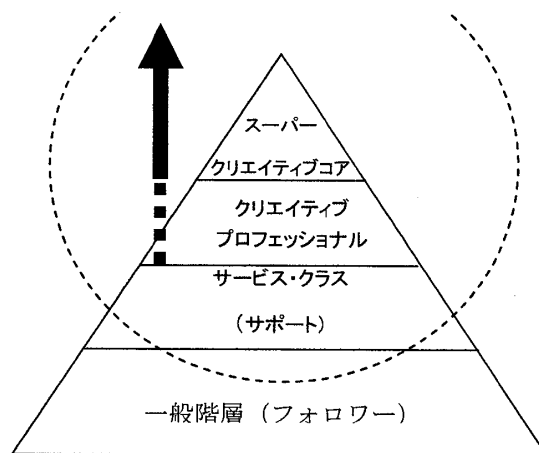 スーパー
クリエイティブコア
クリエイティブ
プロフェッショナル
サービス・クラス
(サポート)
一般階層（フォロワー）